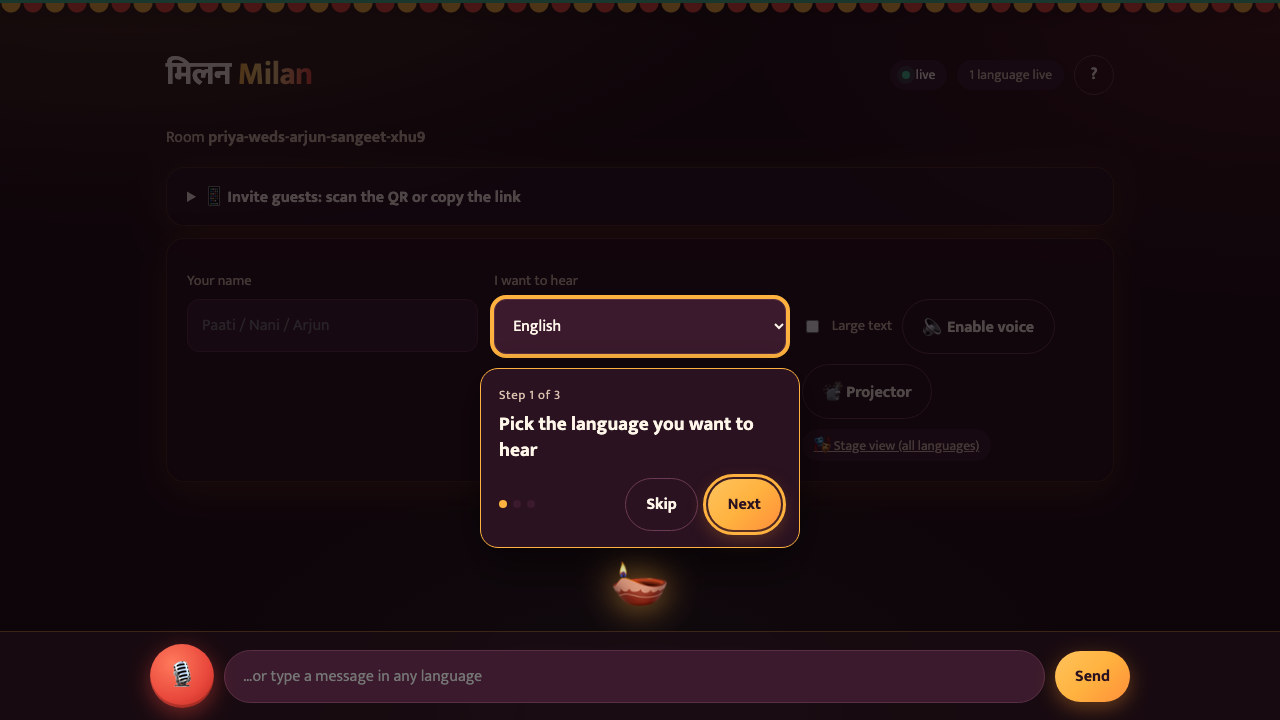 मिलन Milan
live
1 language live
?
Room priya-weds-arjun-sangeet-xhu9
Invite guests: scan the QR or copy the link
Your name
I want to hear
Paati / Nani / Arjun
English
Large text
Enable voice
Projector
Stage view (all languages)
Step 1 of 3
Pick the language you want to
hear
Skip
Next
...or type a message in any language
Send